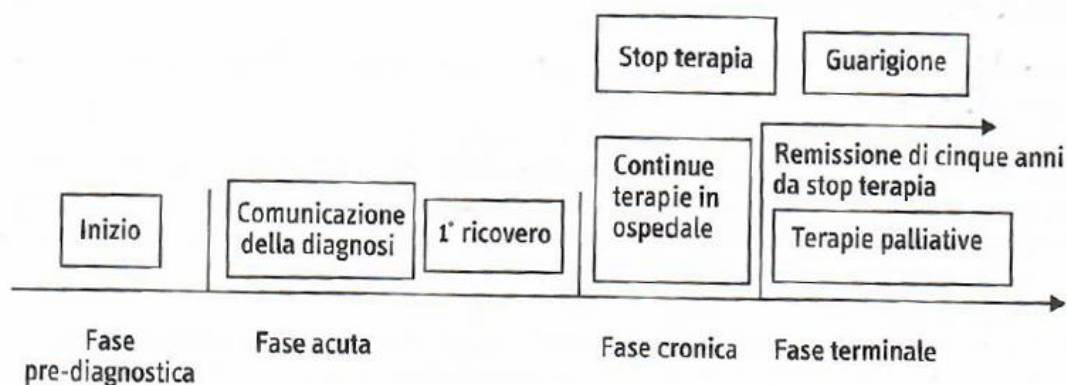 Stop terapia
Guarigione
Inizio
Comunicazione
della diagnosi
1° ricovero
Continue
terapie in
ospedale
Remissione di cinque anni
da stop terapia
Terapie palliative
Fase
pre-diagnostica
Fase acuta
Fase cronica
Fase terminale